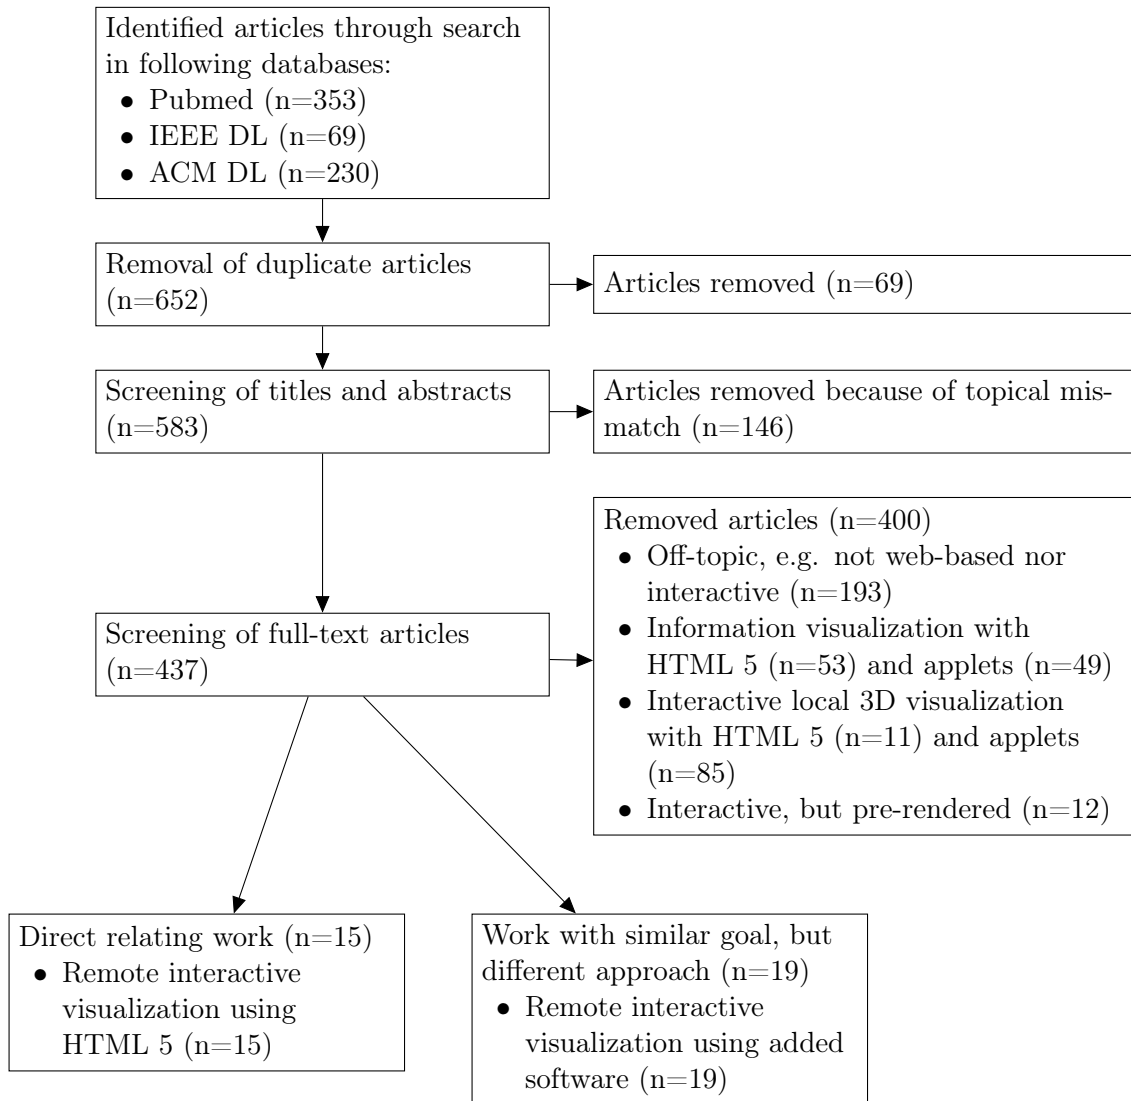 Identified articles through search
in following databases:
• Pubmed (n=353)
• IEEE DL (n=69)
• ACM DL (n=230)
Removal of duplicate articles
(n=652)
Articles removed (n=69)
Screening of titles and abstracts
(n=583)
Articles removed because of topical mis-
match (n=146)
Removed articles (n=400)
• Off-topic, e.g. not web-based nor
interactive (n=193)
• Information visualization with
HTML 5 (n=53) and applets (n=49)
• Interactive local 3D visualization
with HTML 5 (n=11) and applets
(n=85)
• Interactive, but pre-rendered (n=12)
Screening of full-text articles
(n=437)
Direct relating work (n=15)
• Remote interactive
visualization using
HTML 5 (n=15)
Work with similar goal, but
different approach (n=19)
• Remote interactive
visualization using added
software (n=19)